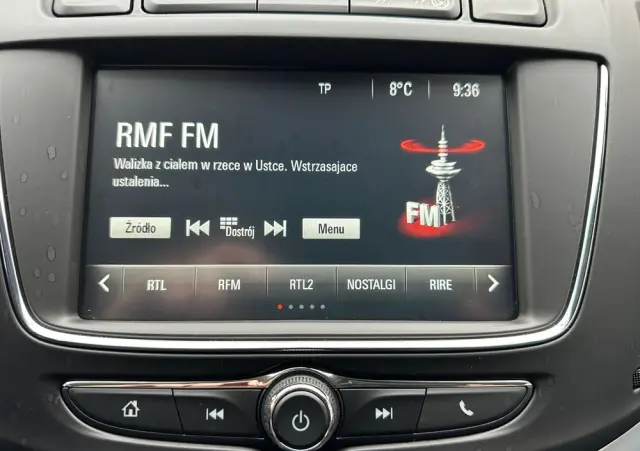 TP 8°C 9:36
RMF FM
Walizka z cialem w rzece w Ustce. Wstrzasajace
ustalenia...
FM
Źródło Dostrój Menu
RTL RFM RTL2 NOSTALGI RIRE